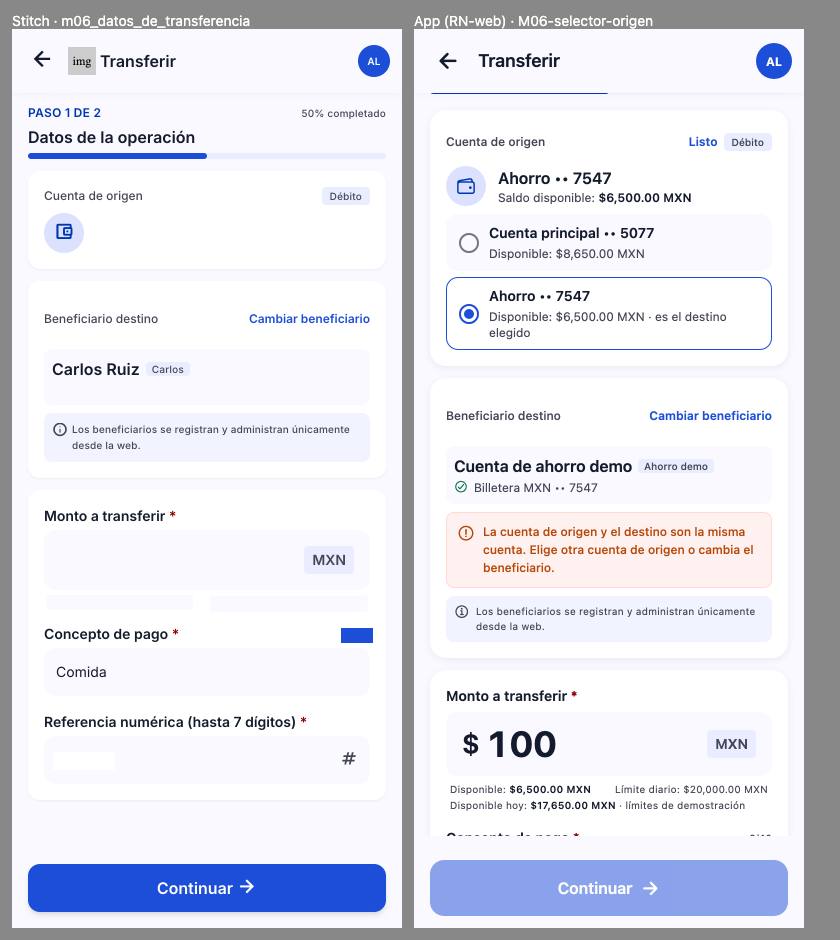 Stitch · m06_datos_de_transferencia
img Transferir
AL
PASO 1 DE 2
50% completado
Datos de la operación
Cuenta de origen
Débito
Beneficiario destino
Cambiar beneficiario
Carlos Ruiz Carlos
Los beneficiarios se registran y administran únicamente
desde la web.
Monto a transferir *
MXN
Concepto de pago *
Comida
Referencia numérica (hasta 7 dígitos) *
#
Continuar →
App (RN-web) · M06-selector-origen
Transferir
AL
Cuenta de origen
Listo Débito
Ahorro •• 7547
Saldo disponible: $6,500.00 MXN
Cuenta principal •• 5077
Disponible: $8,650.00 MXN
Ahorro •• 7547
Disponible: $6,500.00 MXN · es el destino
elegido
Beneficiario destino
Cambiar beneficiario
Cuenta de ahorro demo Ahorro demo
Billetera MXN •• 7547
La cuenta de origen y el destino son la misma
cuenta. Elige otra cuenta de origen o cambia el
beneficiario.
Los beneficiarios se registran y administran únicamente
desde la web.
Monto a transferir *
$ 100
MXN
Disponible: $6,500.00 MXN Límite diario: $20,000.00 MXN
Disponible hoy: $17,650.00 MXN · límites de demostración
Concepto de pago *
Continuar →